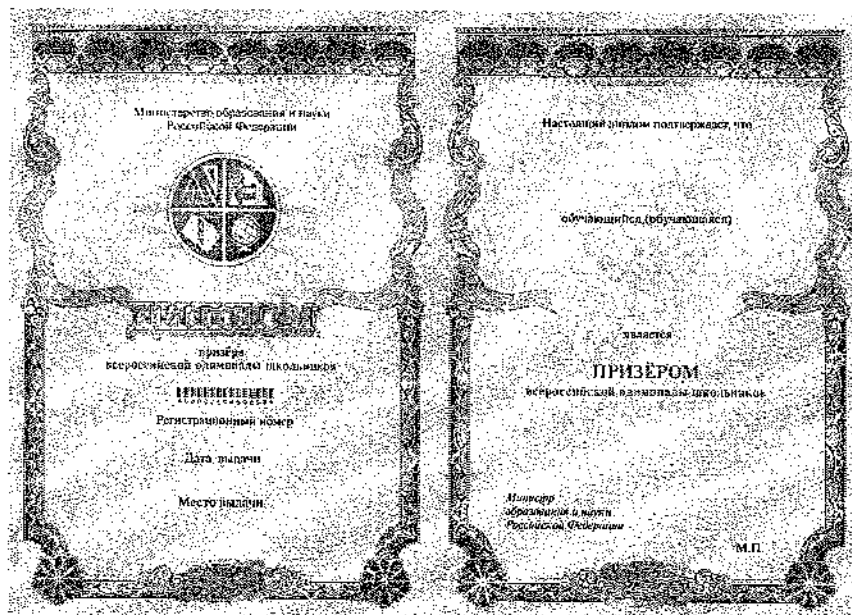 Министерство образования и науки
Российской Федерации
ДИПЛОМ
призёра
всероссийской олимпиады школьников
Регистрационный номер
Дата выдачи
Место выдачи
Настоящий диплом подтверждает, что
обучающийся (обучающаяся)
является
ПРИЗЁРОМ
всероссийской олимпиады школьников
Министр
образования и науки
Российской Федерации
М.П.